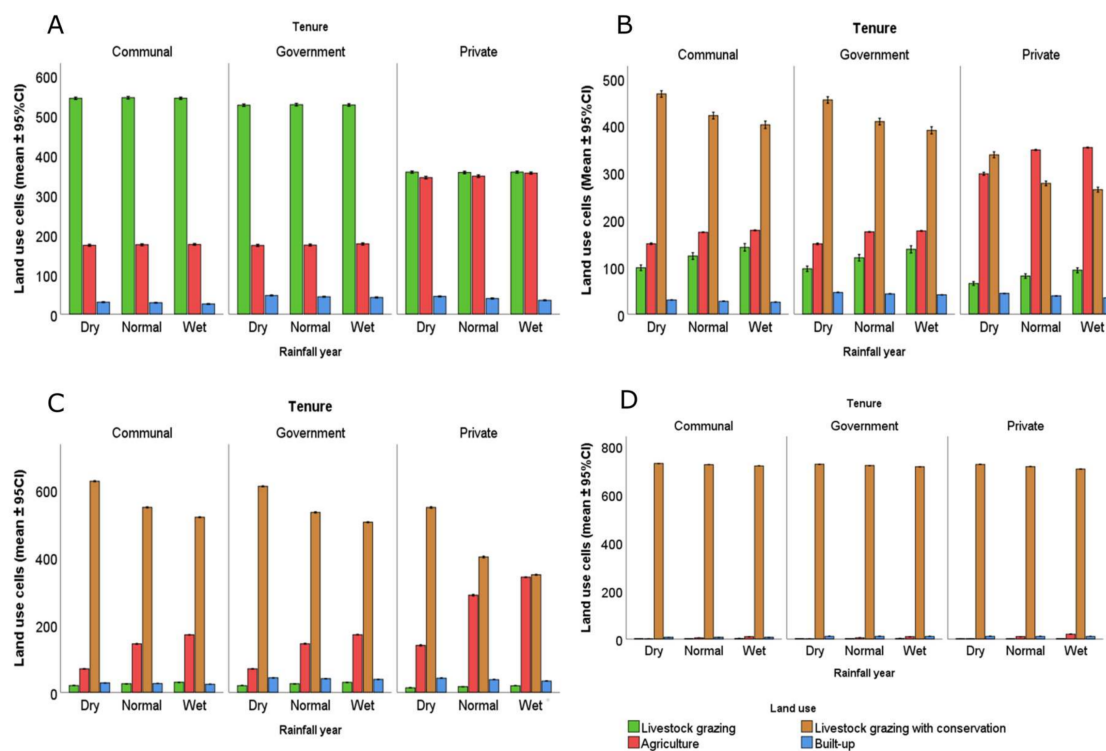 A
Tenure
Communal Government Private
Land use cells (mean ± 95%CI)
600
500
400
300
200
100
0
Dry Normal Wet Dry Normal Wet Dry Normal Wet
Rainfall year
B
Tenure
Communal Government Private
Land use cells (Mean ± 95%CI)
500
400
300
200
100
0
Dry Normal Wet Dry Normal Wet Dry Normal Wet
Rainfall year
C
Tenure
Communal Government Private
Land use cells (mean ± 95CI)
600
400
200
0
Dry Normal Wet Dry Normal Wet Dry Normal Wet
Rainfall year
D
Tenure
Communal Government Private
Land use cells (mean ± 95%CI)
800
600
400
200
0
Dry Normal Wet Dry Normal Wet Dry Normal Wet
Rainfall year
Land use
Livestock grazing Livestock grazing with conservation
Agriculture Built-up